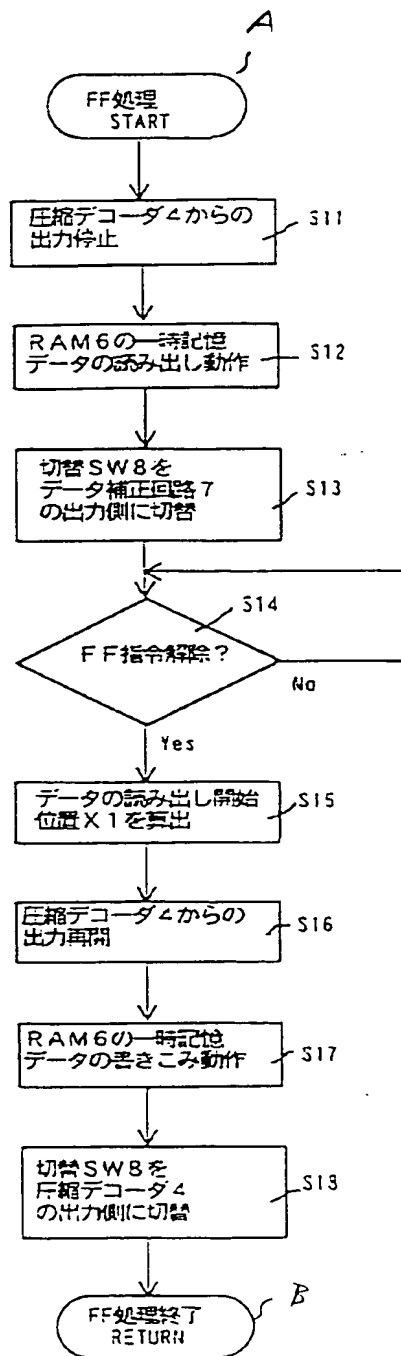 A
FF処理
START
圧縮デコーダ4からの
出力停止
S11
RAM6の一時記憶
データの読み出し動作
S12
切替SW8を
データ補正回路7
の出力側に切替
S13
S14
FF指令解除?
No
Yes
データの読み出し開始
位置X1を算出
S15
圧縮デコーダ4からの
出力再開
S16
RAM6の一時記憶
データの書きこみ動作
S17
切替SW8を
圧縮デコーダ4
の出力側に切替
S18
FF処理終了
RETURN
B